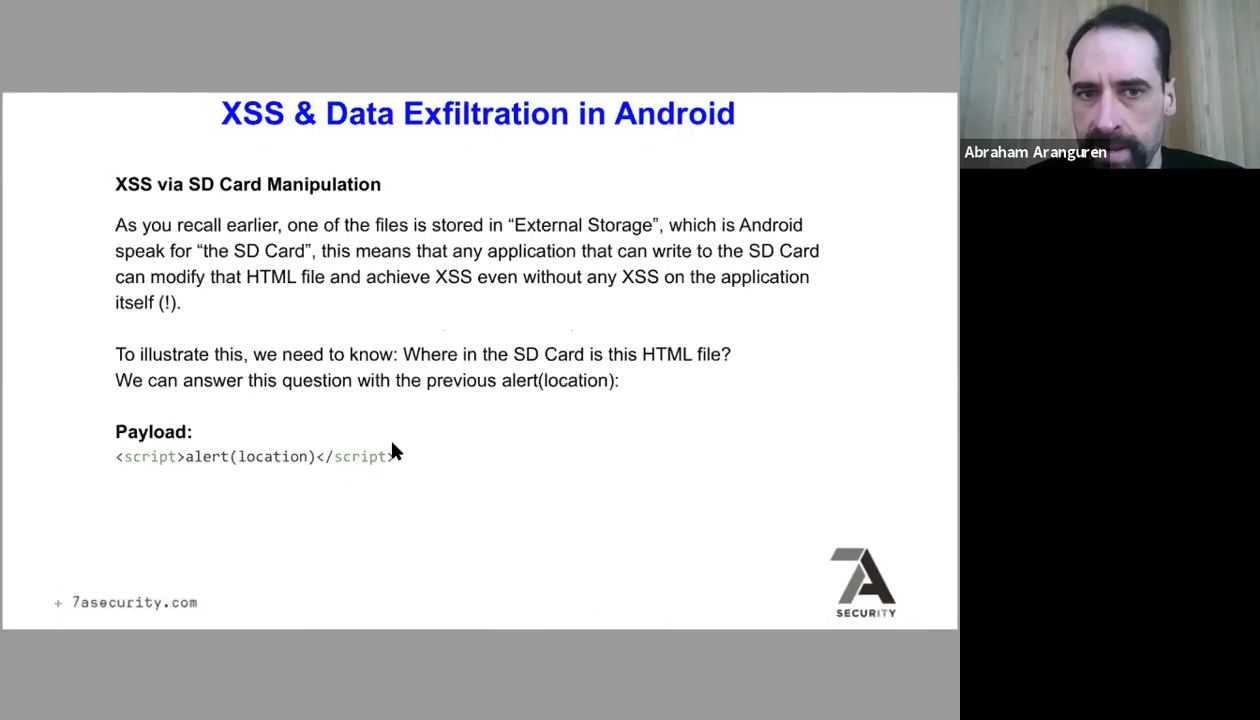 XSS & Data Exfiltration in Android
Abraham Aranguren
XSS via SD Card Manipulation
As you recall earlier, one of the files is stored in “External Storage”, which is Android
speak for “the SD Card”, this means that any application that can write to the SD Card
can modify that HTML file and achieve XSS even without any XSS on the application
itself (!).
To illustrate this, we need to know: Where in the SD Card is this HTML file?
We can answer this question with the previous alert(location):
Payload:
<script>alert(location)</script>
+ 7asecurity.com
7A
SECURITY